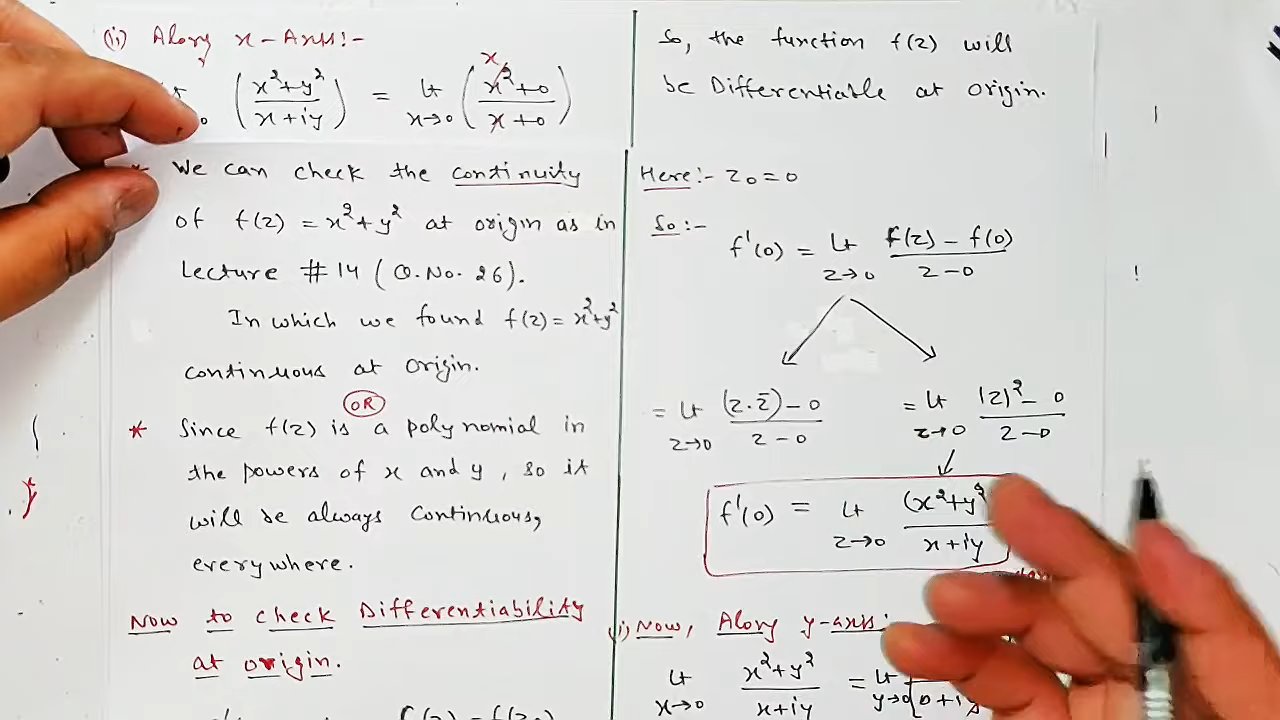 (ii) Along x-Axis:-
(x²+y² / x+iy) = lt x→0 (x²+0 / x+0)
x
* We can check the continuity
of f(z) = x²+y² at origin as in
Lecture #14 (Q.No. 26).
In which we found f(z) = x²+y²
continuous at origin.
OR
* Since f(z) is a polynomial in
the powers of x and y, so it
will be always continuous,
everywhere.
Now to check Differentiability
at origin.
So, the function f(z) will
be Differentiable at origin.
Here:- z₀=0
So:-
f'(0) = lt z→0 f(z) - f(0) / z-0
= lt z→0 (z.z̄)-0 / z-0
= lt z→0 |z|²- 0 / z-0
f'(0) = lt z→0 (x²+y² / x+iy
(i) Now, Along y-axis:
lt x→0 x²+y² / x+iy = lt y→0